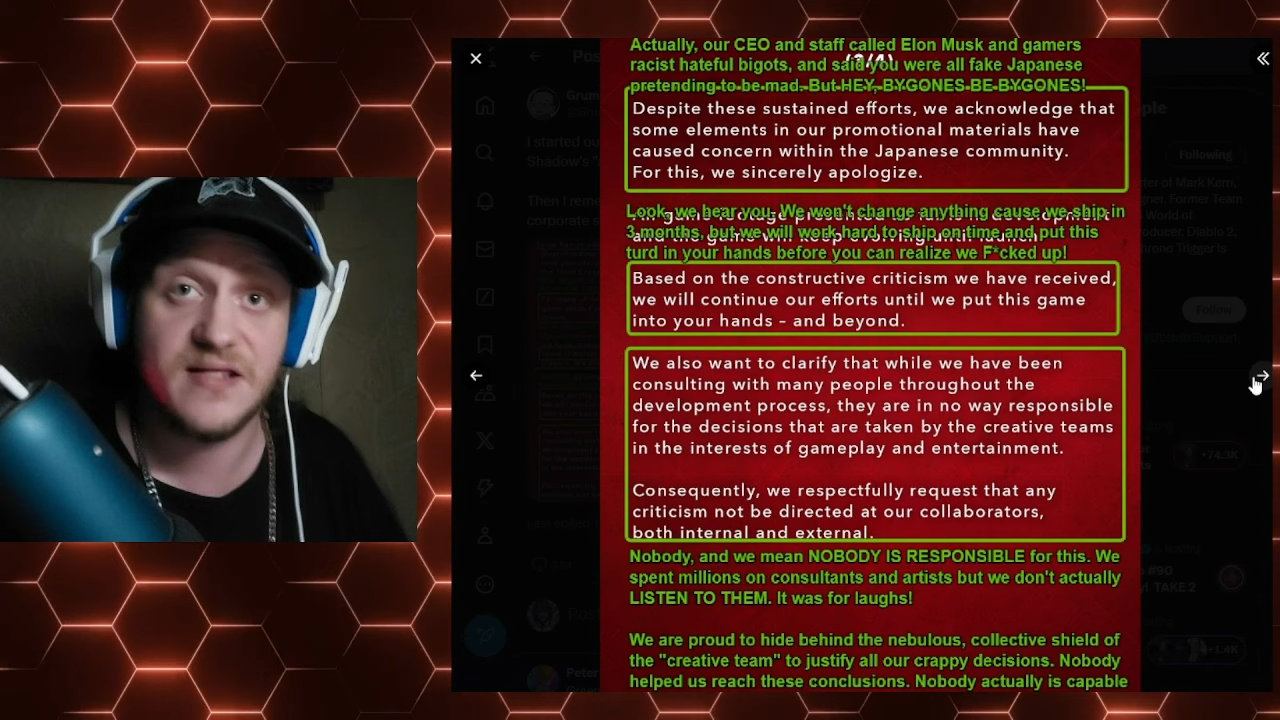 Actually, our CEO and staff called Elon Musk and gamers
racist hateful bigots, and said you were all fake Japanese
pretending to be mad. But HEY, BYGONES BE BYGONES!
Despite these sustained efforts, we acknowledge that
some elements in our promotional materials have
caused concern within the Japanese community.
For this, we sincerely apologize.
Look, we hear you. We won't change anything cause we ship in
3 months, but we will work hard to ship on time and put this
turd in your hands before you can realize we F*cked up!
Based on the constructive criticism we have received,
we will continue our efforts until we put this game
into your hands – and beyond.
We also want to clarify that while we have been
consulting with many people throughout the
development process, they are in no way responsible
for the decisions that are taken by the creative teams
in the interests of gameplay and entertainment.
Consequently, we respectfully request that any
criticism not be directed at our collaborators,
both internal and external.
Nobody, and we mean NOBODY IS RESPONSIBLE for this. We
spent millions on consultants and artists but we don't actually
LISTEN TO THEM. It was for laughs!
We are proud to hide behind the nebulous, collective shield of
the "creative team" to justify all our crappy decisions. Nobody
helped us reach these conclusions. Nobody actually is capable
Following
Follow